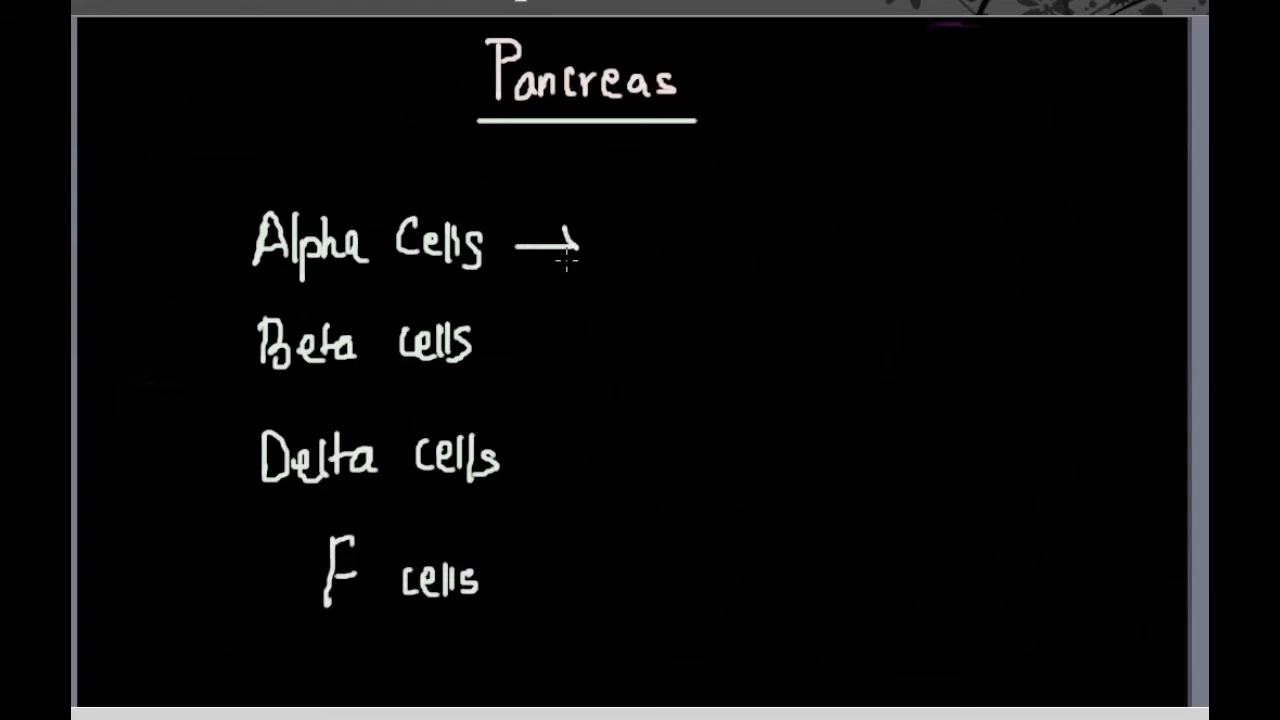 Pancreas
Alpha Cells →
Beta cells
Delta cells
F cells